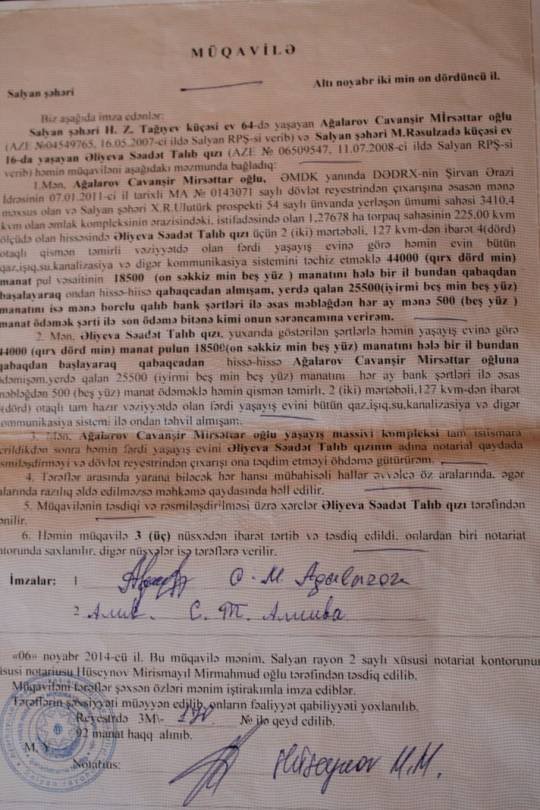 MÜQAVİLƏ
Salyan şəhəri
Altı noyabr iki min on dördüncü il.
Biz aşağıda imza edənlər:
Salyan şəhəri H. Z. Tağıyev küçəsi ev 64-də yaşayan Ağalarov Cavanşir Mirsəttar oğlu
(AZE №04549765, 16.05.2007-ci ildə Salyan RPŞ-si verib) və Salyan şəhəri M.Rəsulzadə küçəsi ev
16-da yaşayan Əliyeva Səadət Talıb qızı (AZE № 06509547, 11.07.2008-ci ildə Salyan RPŞ-si
verib) həmin müqaviləni aşağıdakı məzmunda bağladıq:
1.Mən, Ağalarov Cavanşir Mirsəttar oğlu, ƏMDK yanında DƏDRX-nin Şirvan Ərazi
İdarəsinin 07.01.2011-ci il tarixli MA № 0143071 saylı dövlət reyestrindən çıxarışına əsasən mənə
məxsus olan və Salyan şəhəri X.R.Ulutürk prospekti 54 saylı ünvanda yerləşən ümumi sahəsi 3410,4
kvm olan əmlak kompleksinin ərazisindəki, istifadəsində olan 1,27678 ha torpaq sahəsinin 225,00 kvm
ölçüdə olan hissəsində Əliyeva Səadət Talıb qızı üçün 2 (iki) mərtəbəli, 127 kvm-dən ibarət 4(dörd)
otaqlı qismən təmirli vəziyyətdə olan fərdi yaşayış evinə görə həmin evin bütün
qaz,işıq,su,kanalizasiya və digər kommunikasiya sistemini təchiz etməklə 44000 (qırx dörd min)
manat pul vəsaitinin 18500 (on səkkiz min beş yüz) manatını hələ bir il bundan qabaqdan
başalayaraq ondan hissə-hissə qabaqcadan almışam, yerdə qalan 25500(iyirmi beş min beş yüz)
manatını isə mənə borclu qalıb bank şərtləri ilə əsas məbləğdən hər ay mənə 500 (beş yüz )
manat ödəmək şərti ilə son ödəmə bitənə kimi onun sərəncamına verirəm.
2. Mən, Əliyeva Səadət Talıb qızı, yuxarıda göstərilən şərtlərlə həmin yaşayış evinə görə
44000 (qırx dörd min) manat pulun 18500(on səkkiz min beş yüz) manatını hələ bir il bundan
qabaqdan başlayaraq qabaqcadan hissə-hissə Ağalarov Cavanşir Mirsəttar oğluna
ödəmişəm,yerdə qalan 25500 (iyirmi beş min beş yüz) manatını hər ay bank şərtləri ilə əsas
məbləğdən 500 (beş yüz) manat ödəməklə həmin qismən təmirli, 2 (iki) mərtəbəli,127 kvm-dən ibarət
(dörd) otaqlı tam hazır vəziyyətdə olan fərdi yaşayış evini bütün qaz,işıq,su,kanalizasiya və digər
kommunikasiya sistemi ilə ondan təhvil almışam.
3. Mən, Ağalarov Cavanşir Mirsəttar oğlu yaşayış massivi kompleksi tam istismara
verildikdən sonra həmin fərdi yaşayış evini Əliyeva Səadət Talıb qızının adına notariat qaydada
rəsmiləşdirməyi və dövlət reyestrindən çıxarışı ona təqdim etməyi öhdəmə götürürəm.
4. Tərəflər arasında yarana biləcək hər hansı mübahisəli hallar əvvəlcə öz aralarında, əgər
aralarında razılıq əldə edilməzsə məhkəmə qaydasında həll edilir.
5. Müqavilənin təsdiqi və rəsmiləşdirilməsi üzrə xərclər Əliyeva Səadət Talıb qızı tərəfindən
ödənilir.
6. Həmin müqavilə 3 (üç) nüsxədən ibarət tərtib və təsdiq edildi, onlardan biri notariat
kontorunda saxlanılır, digər nüsxələr isə tərəflərə verilir.
İmzalar: 1
2 Алив. С. Т. Алиева
«06» noyabr 2014-cü il. Bu müqavilə mənim, Salyan rayon 2 saylı xüsusi notariat kontorunun
xüsusi notariusu Hüseynov Mirismayıl Mirmahmud oğlu tərəfindən təsdiq edilib.
Müqaviləni tərəflər şəxsən özləri mənim iştirakımla imza ediblər.
Tərəflərin şəxsiyyəti müəyyən edilib, onların fəaliyyət qabiliyyəti yoxlanılıb.
Reyestrdə 3M\- № ilə qeyd edilib.
92 manat haqq alınıb.
M. Y.
Notarius: Hüseynov M.M.